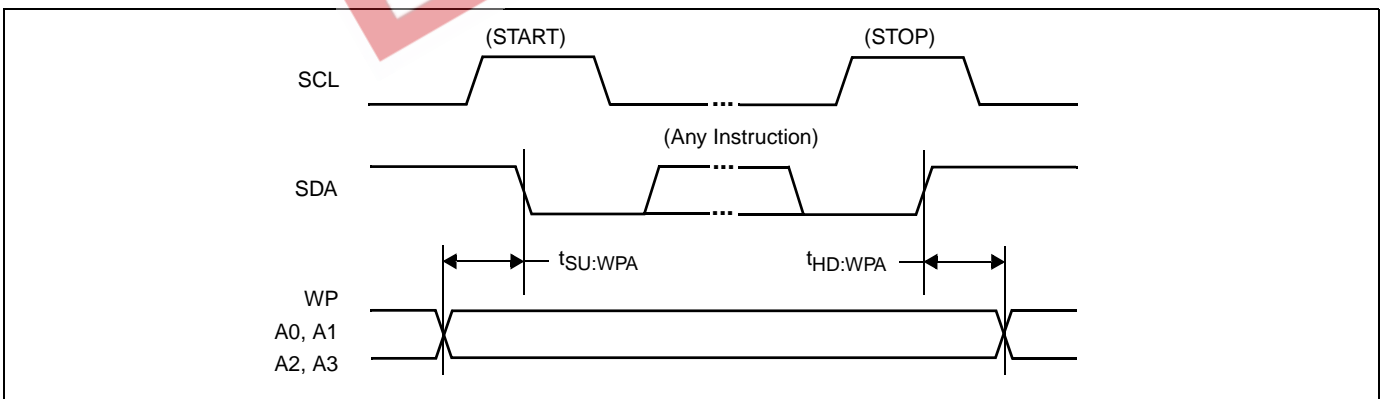 (START) (STOP)
SCL
...
(Any Instruction)
SDA
...
...
tSU:WPA tHD:WPA
WP
A0, A1
A2, A3